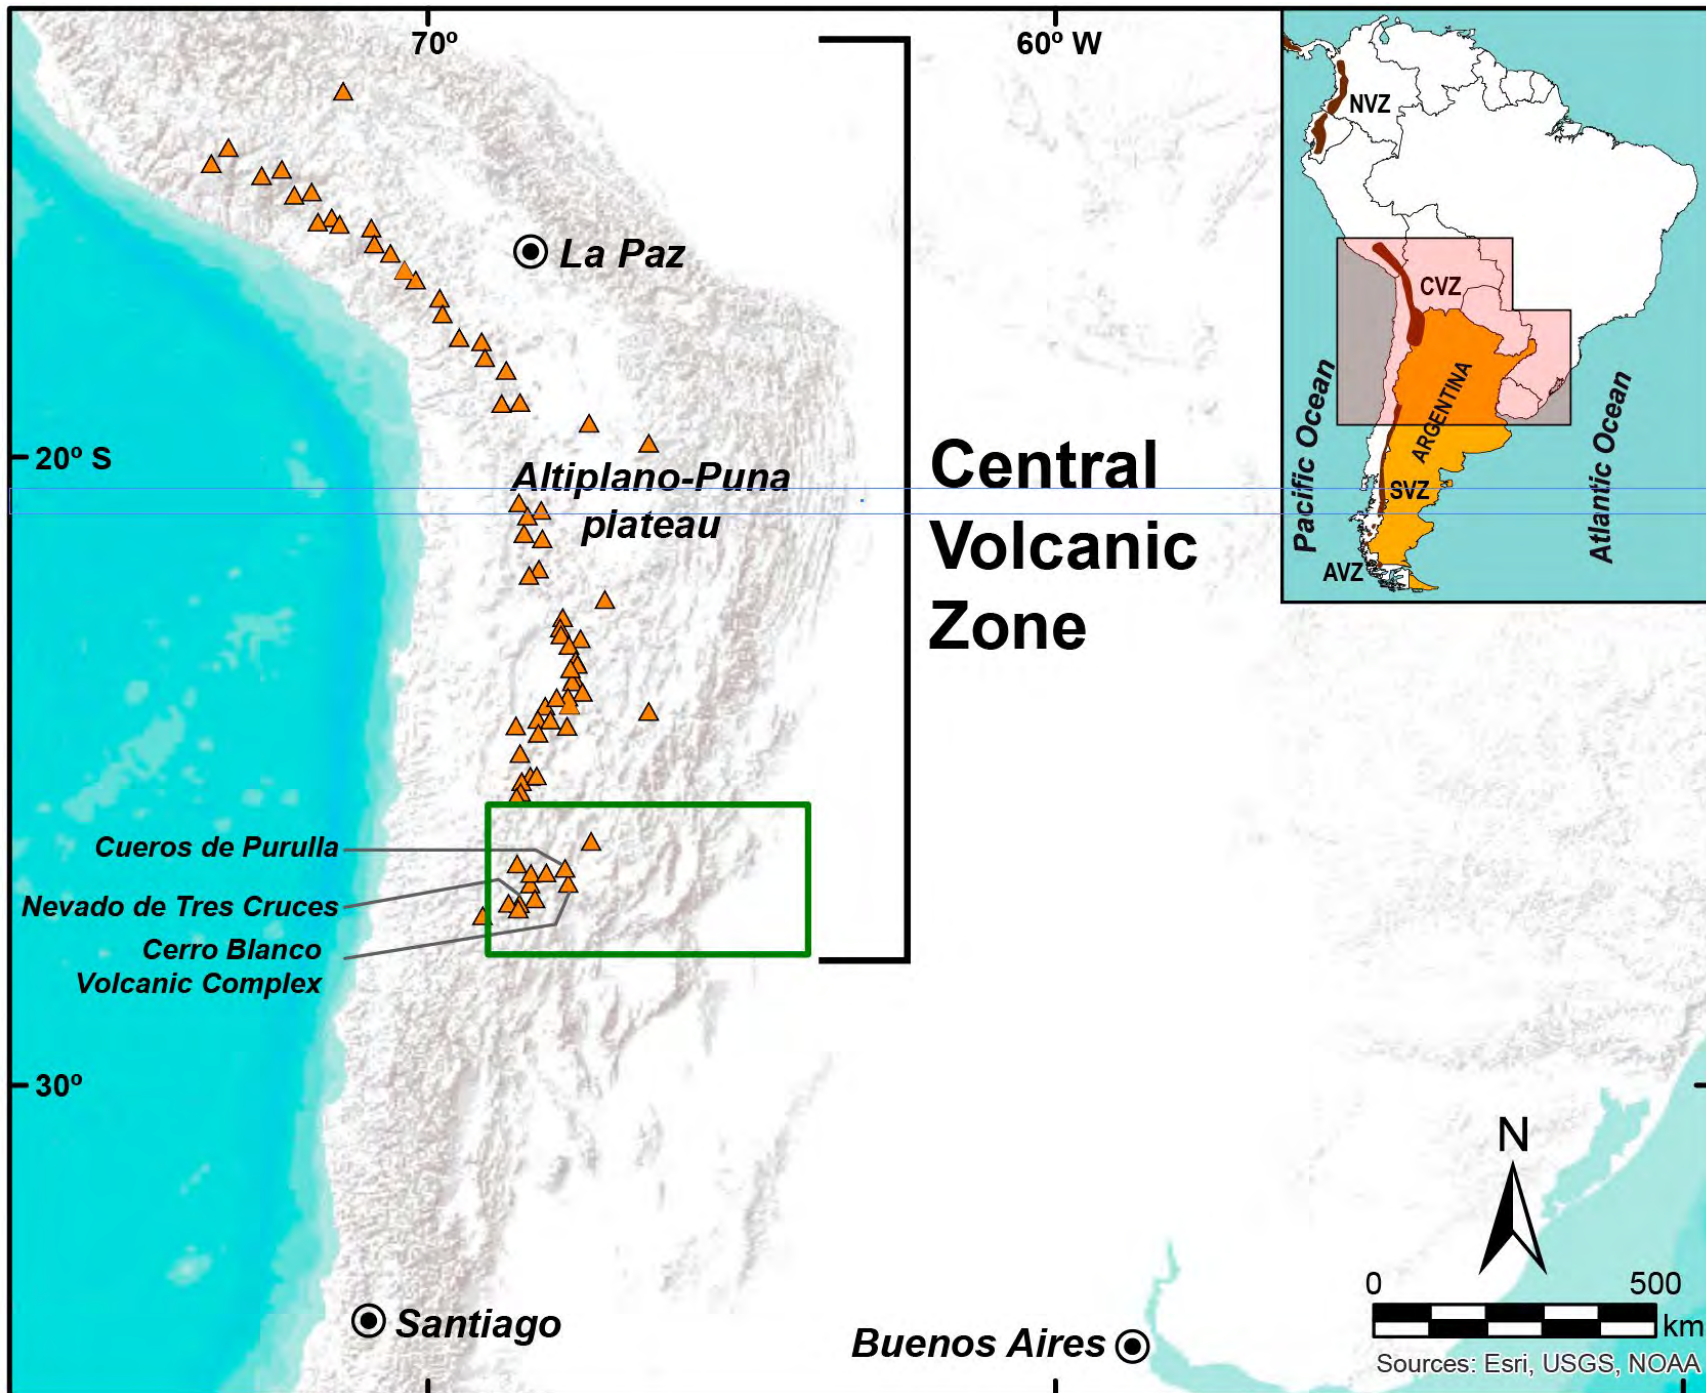 70º
60º W
NVZ
La Paz
CVZ
Pacific Ocean
ARGENTINA
Atlantic Ocean
20º S
Altiplano-Puna
plateau
Central
Volcanic
Zone
SVZ
AVZ
Cueros de Purulla
Nevado de Tres Cruces
Cerro Blanco
Volcanic Complex
30º
N
0 500
km
Santiago
Buenos Aires
Sources: Esri, USGS, NOAA